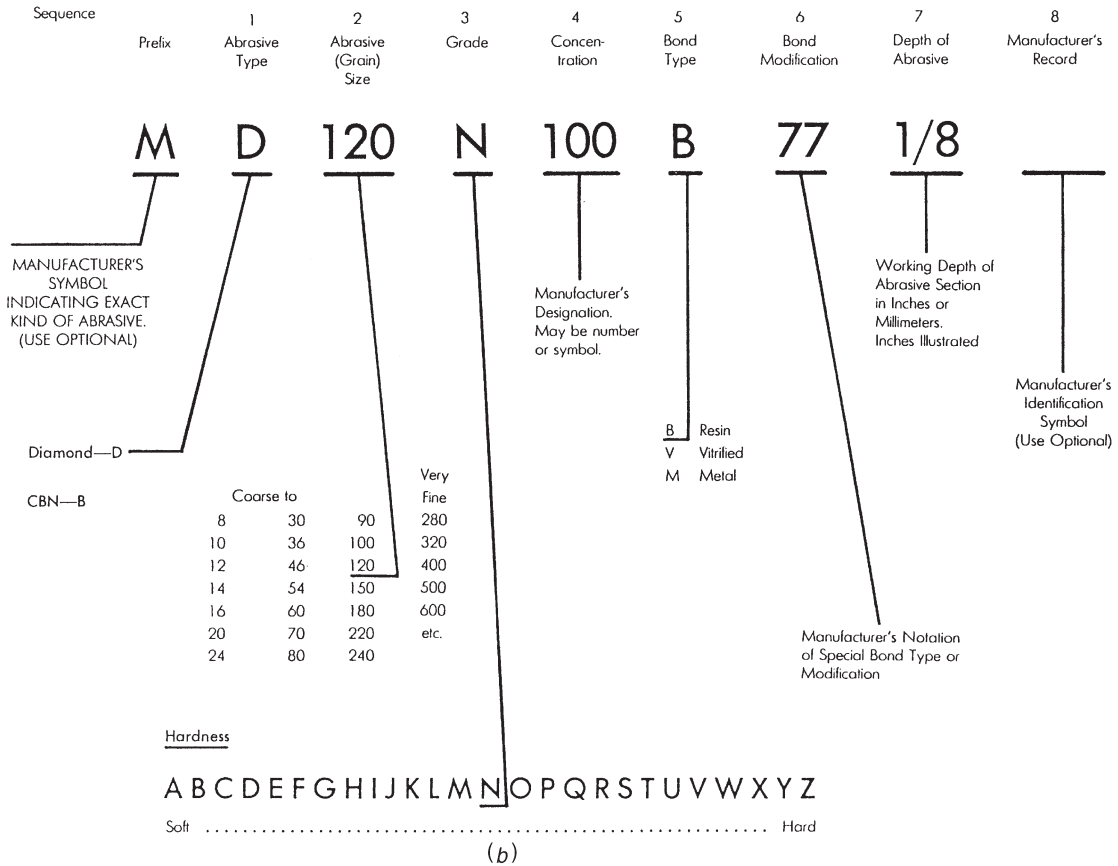 Sequence 1 2 3 4 5 6 7 8
Prefix Abrasive Abrasive Grade Concen- Bond Bond Depth of Manufacturer's
Type (Grain) tration Type Modification Abrasive Record
Size
M D 120 N 100 B 77 1/8
MANUFACTURER'S
SYMBOL
INDICATING EXACT
KIND OF ABRASIVE.
(USE OPTIONAL)
Manufacturer's
Designation.
May be number
or symbol.
Working Depth of
Abrasive Section
in Inches or
Millimeters.
Inches Illustrated
Manufacturer's
Identification
Symbol
(Use Optional)
B Resin
V Vitrified
M Metal
Diamond—D
CBN—B
Very
Coarse to Fine
8 30 90 280
10 36 100 320
12 46 120 400
14 54 150 500
16 60 180 600
20 70 220 etc.
24 80 240
Manufacturer's Notation
of Special Bond Type or
Modification
Hardness
A B C D E F G H I J K L M N O P Q R S T U V W X Y Z
Soft ........................................................ Hard
(b)